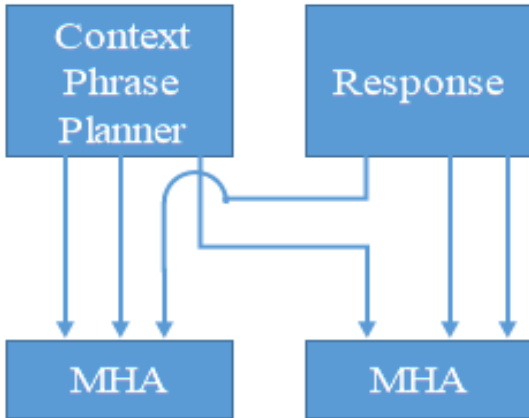 Context
Phrase
Planner
Response
MHA
MHA